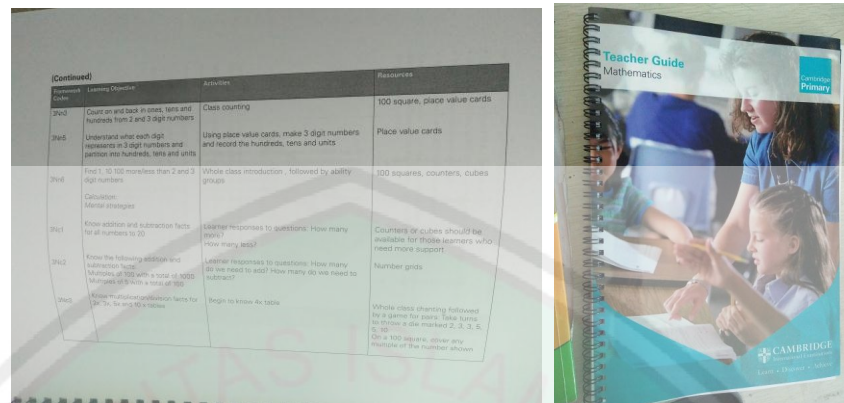 (Continued)
Framework Learning Objective Activities Resources
Codes
3Nn3 Count on and back in ones, tens and Class counting 100 square, place value cards
hundreds from 2 and 3 digit numbers
3Nn5 Understand what each digit Using place value cards, make 3 digit numbers Place value cards
represents in 3 digit numbers and and record the hundreds, tens and units
partition into hundreds, tens and units
3Nn8 Find 1, 10 100 more/less than 2 and 3 Whole class introduction , followed by ability 100 squares, counters, cubes
digit numbers groups
Calculation:
Mental strategies
3Nc1 Know addition and subtraction facts Learner responses to questions: How many Counters or cubes should be
for all numbers to 20 more? available for those learners who
How many less? need more support
3Nc2 Know the following addition and Learner responses to questions: How many Number grids
subtraction facts do we need to add? How many do we need to
Multiples of 100 with a total of 1000 subtract?
Multiples of 5 with a total of 100
Know multiplication/division facts for Begin to know 4x table
2x, 3x, 5x and 10 x tables
Whole class chanting followed
by a game for pairs: Take turns
to throw a die marked 2, 3, 3, 5,
5, 10
On a 100 square, cover any
multiple of the number shown
TAS ISLA
Teacher Guide
Mathematics
Cambridge
Primary
CAMBRIDGE